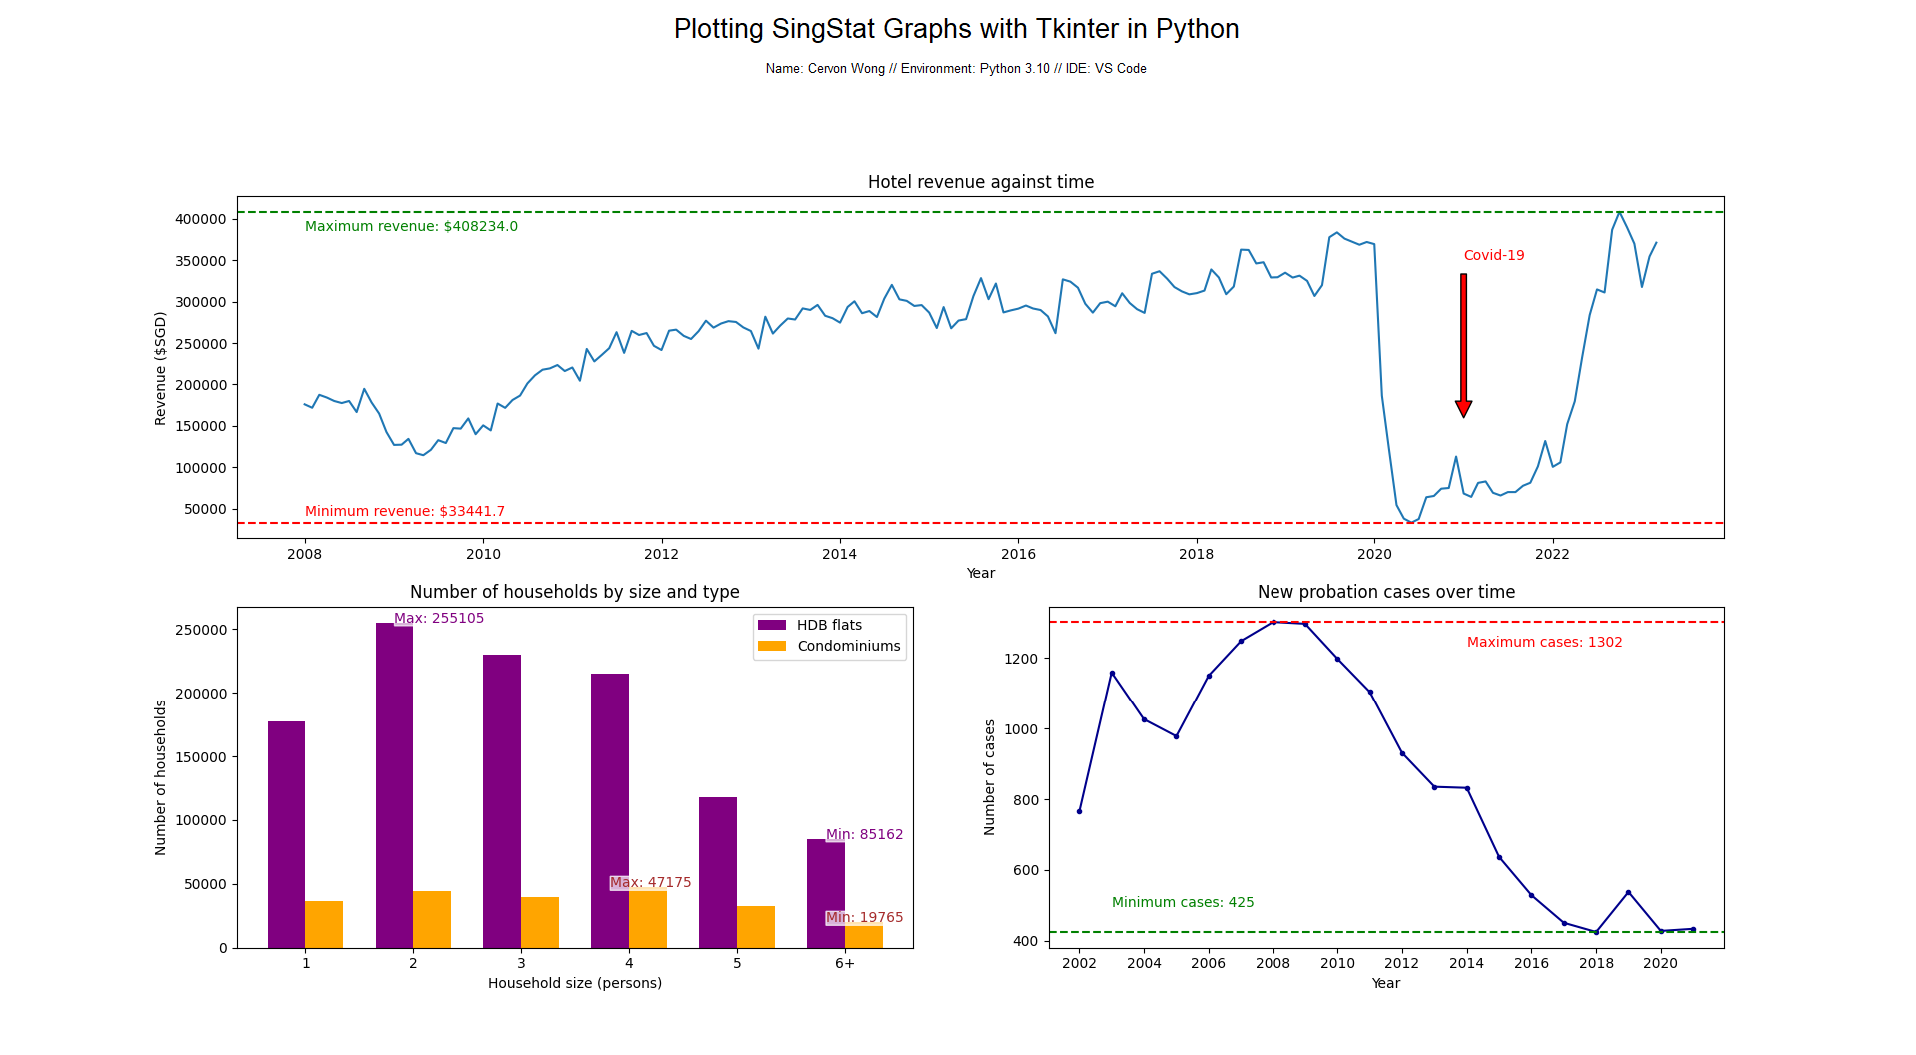 Plotting SingStat Graphs with Tkinter in Python
Name: Cervon Wong // Environment: Python 3.10 // IDE: VS Code
Hotel revenue against time
400000
350000
300000
250000
200000
150000
100000
50000
Revenue ($SGD)
Maximum revenue: $408234.0
Covid-19
Minimum revenue: $33441.7
2008 2010 2012 2014 2016 2018 2020 2022
Year
Number of households by size and type
250000
200000
150000
100000
50000
0
Number of households
Max: 255105
HDB flats
Condominiums
Min: 85162
Max: 47175
Min: 19765
1 2 3 4 5 6+
Household size (persons)
New probation cases over time
1200
1000
800
600
400
Number of cases
Maximum cases: 1302
Minimum cases: 425
2002 2004 2006 2008 2010 2012 2014 2016 2018 2020
Year